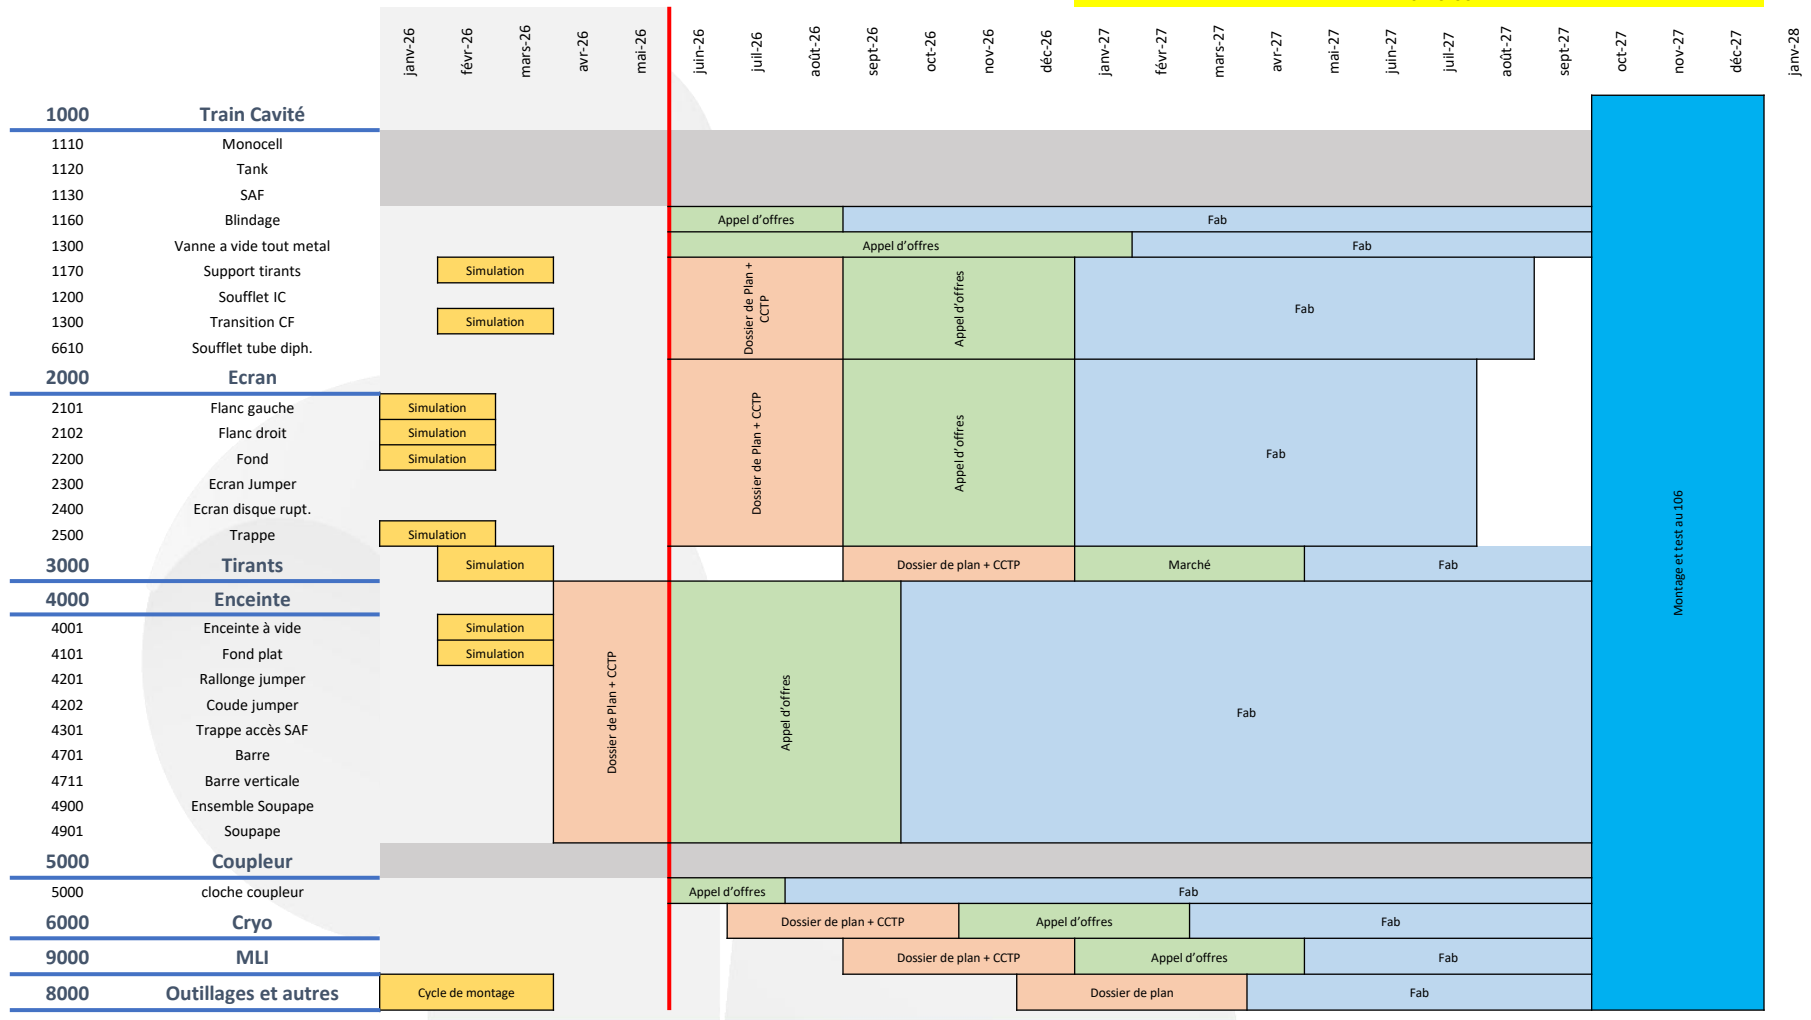 janv-26 févr-26 mars-26 avr-26 mai-26 juin-26 juil-26 août-26 sept-26 oct-26 nov-26 déc-26 janv-27 févr-27 mars-27 avr-27 mai-27 juin-27 juil-27 août-27 sept-27 oct-27 nov-27 déc-27 janv-28
1000 Train Cavité
1110 Monocell
1120 Tank
1130 SAF
1160 Blindage Appel d'offres Fab
1300 Vanne a vide tout metal Appel d'offres Fab
1170 Support tirants Simulation
1200 Soufflet IC
1300 Transition CF Simulation
6610 Soufflet tube diph.
Dossier de Plan +
CCTP
Appel d'offres
Fab
2000 Ecran
2101 Flanc gauche Simulation
2102 Flanc droit Simulation
2200 Fond Simulation
2300 Ecran Jumper
2400 Ecran disque rupt.
2500 Trappe Simulation
Dossier de Plan + CCTP
Appel d'offres
Fab
3000 Tirants Simulation Dossier de plan + CCTP Marché Fab
4000 Enceinte
4001 Enceinte à vide Simulation
4101 Fond plat Simulation
4201 Rallonge jumper
4202 Coude jumper
4301 Trappe accès SAF
4701 Barre
4711 Barre verticale
4900 Ensemble Soupape
4901 Soupape
Dossier de Plan + CCTP
Appel d'offres
Fab
5000 Coupleur
5000 cloche coupleur Appel d'offres Fab
6000 Cryo Dossier de plan + CCTP Appel d'offres Fab
9000 MLI Dossier de plan + CCTP Appel d'offres Fab
8000 Outillages et autres Cycle de montage Dossier de plan Fab
Montage et test au 106